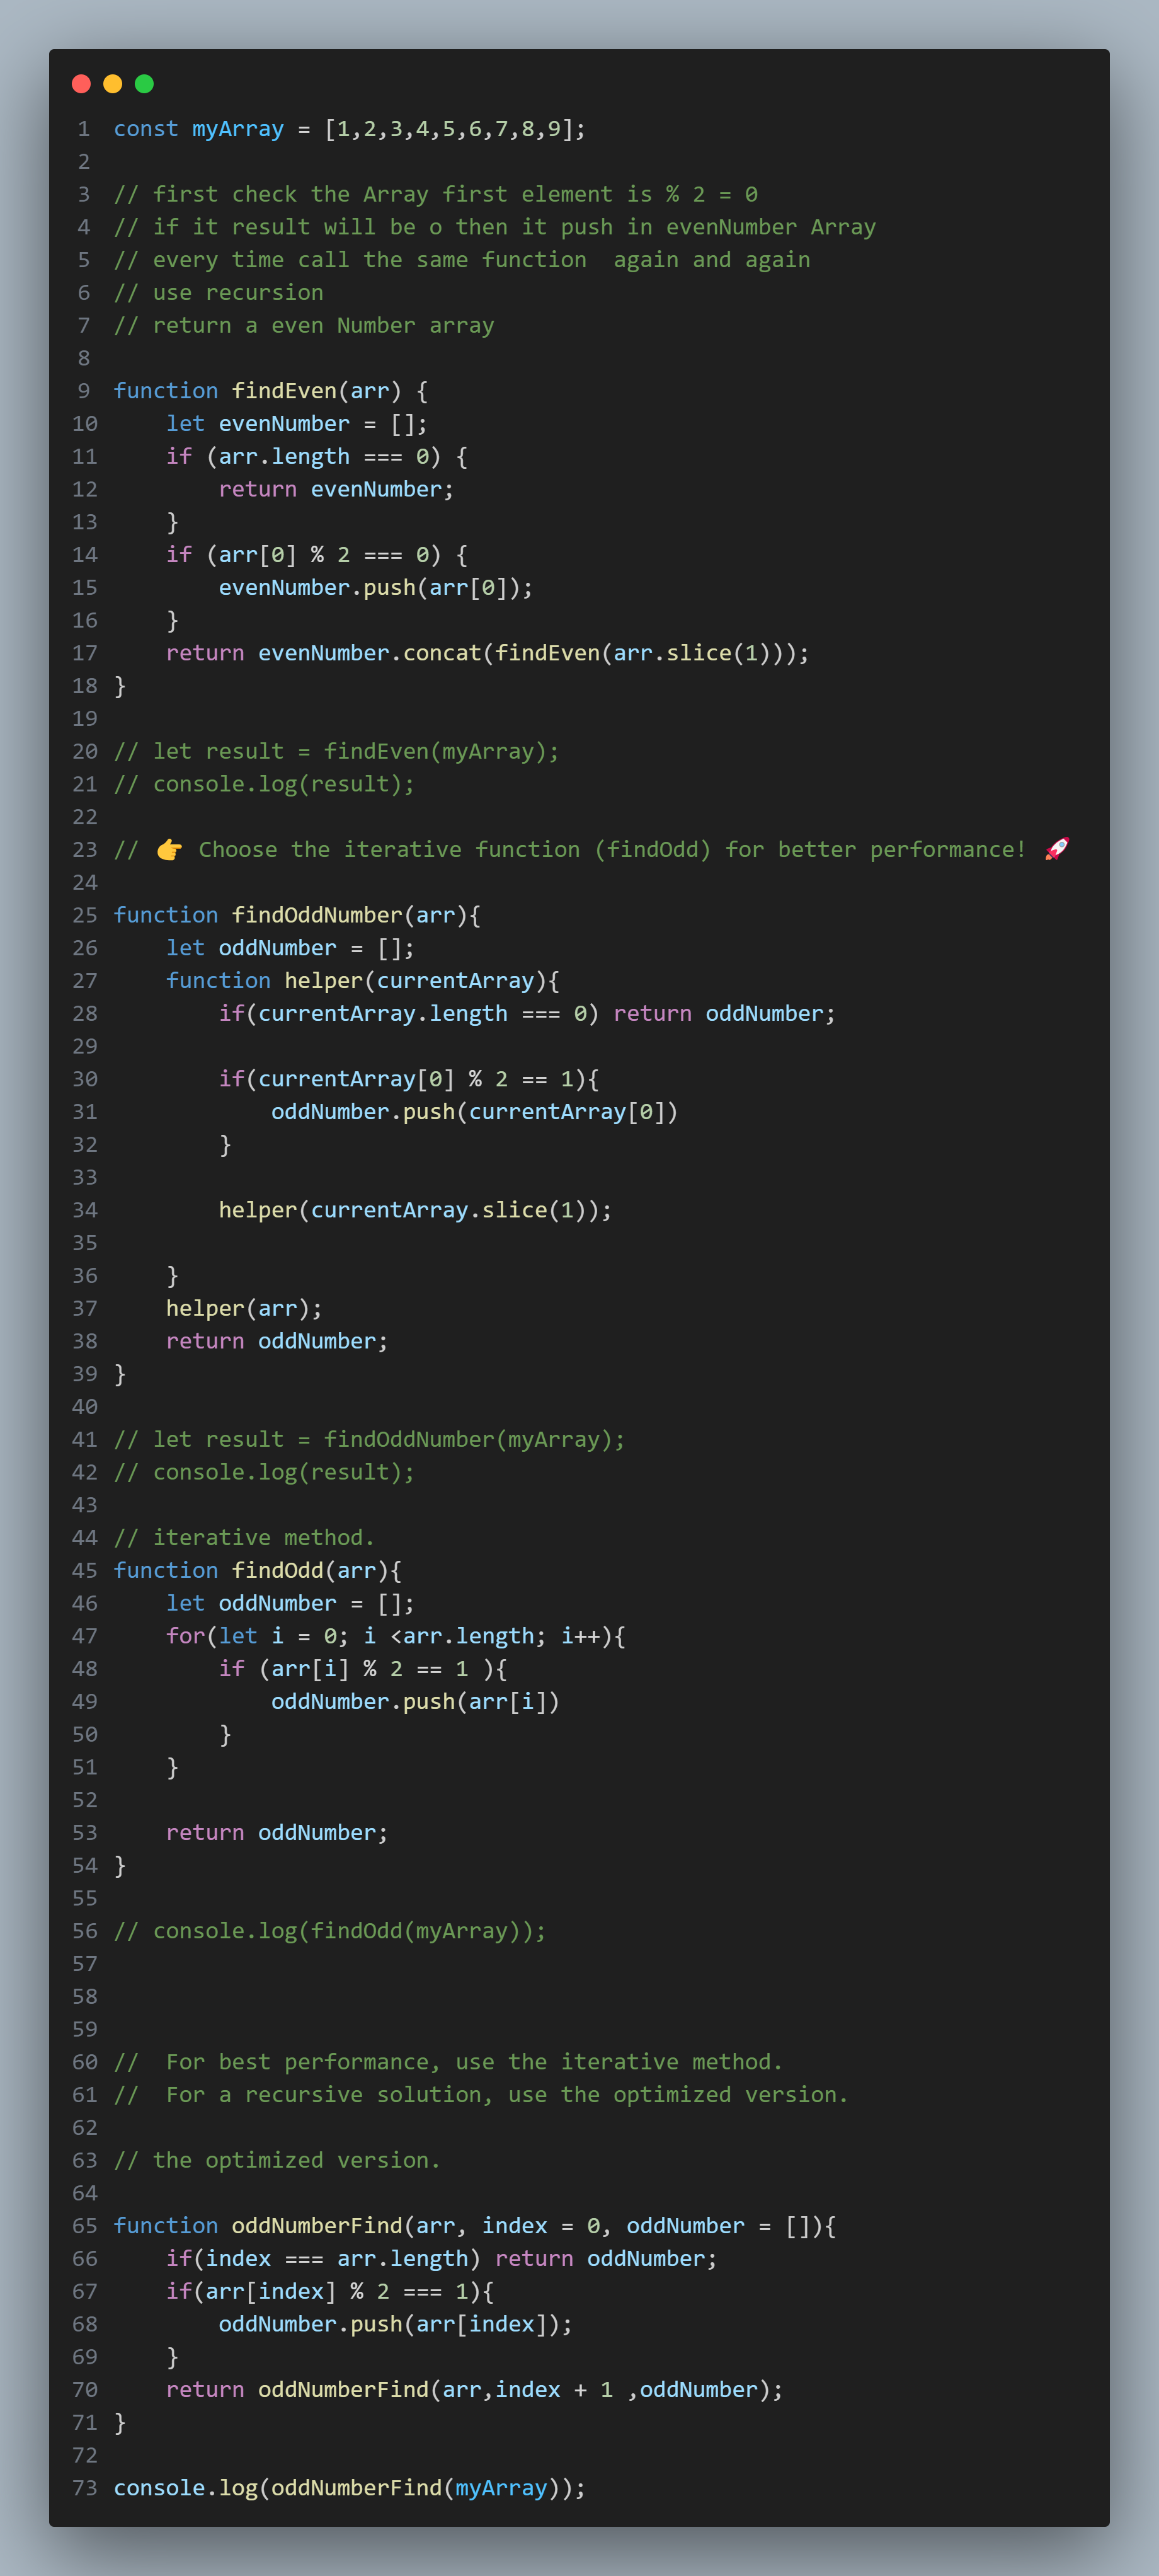 1 const myArray = [1,2,3,4,5,6,7,8,9];
2
3 // first check the Array first element is % 2 = 0
4 // if it result will be o then it push in evenNumber Array
5 // every time call the same function  again and again
6 // use recursion
7 // return a even Number array
8
9 function findEven(arr) {
10     let evenNumber = [];
11     if (arr.length === 0) {
12         return evenNumber;
13     }
14     if (arr[0] % 2 === 0) {
15         evenNumber.push(arr[0]);
16     }
17     return evenNumber.concat(findEven(arr.slice(1)));
18 }
19
20 // let result = findEven(myArray);
21 // console.log(result);
22
23 // 👉 Choose the iterative function (findOdd) for better performance! 🚀
24
25 function findOddNumber(arr){
26     let oddNumber = [];
27     function helper(currentArray){
28         if(currentArray.length === 0) return oddNumber;
29
30         if(currentArray[0] % 2 == 1){
31             oddNumber.push(currentArray[0])
32         }
33
34         helper(currentArray.slice(1));
35
36     }
37     helper(arr);
38     return oddNumber;
39 }
40
41 // let result = findOddNumber(myArray);
42 // console.log(result);
43
44 // iterative method.
45 function findOdd(arr){
46     let oddNumber = [];
47     for(let i = 0; i <arr.length; i++){
48         if (arr[i] % 2 == 1 ){
49             oddNumber.push(arr[i])
50         }
51     }
52
53     return oddNumber;
54 }
55
56 // console.log(findOdd(myArray));
57
58
59
60 //  For best performance, use the iterative method.
61 //  For a recursive solution, use the optimized version.
62
63 // the optimized version.
64
65 function oddNumberFind(arr, index = 0, oddNumber = []){
66     if(index === arr.length) return oddNumber;
67     if(arr[index] % 2 === 1){
68         oddNumber.push(arr[index]);
69     }
70     return oddNumberFind(arr,index + 1 ,oddNumber);
71 }
72
73 console.log(oddNumberFind(myArray));